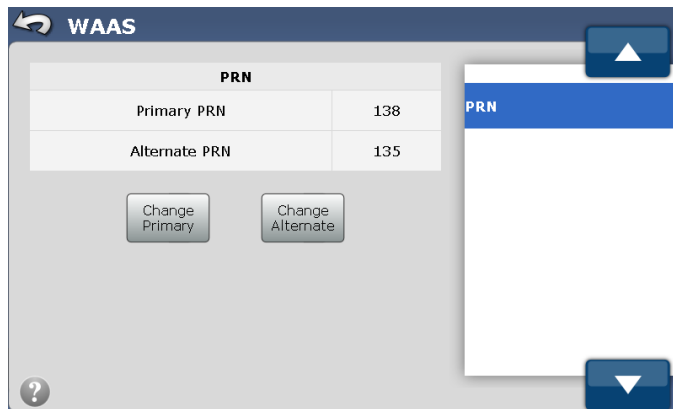 WAAS
PRN
Primary PRN 138
Alternate PRN 135
Change
Primary
Change
Alternate
PRN
?